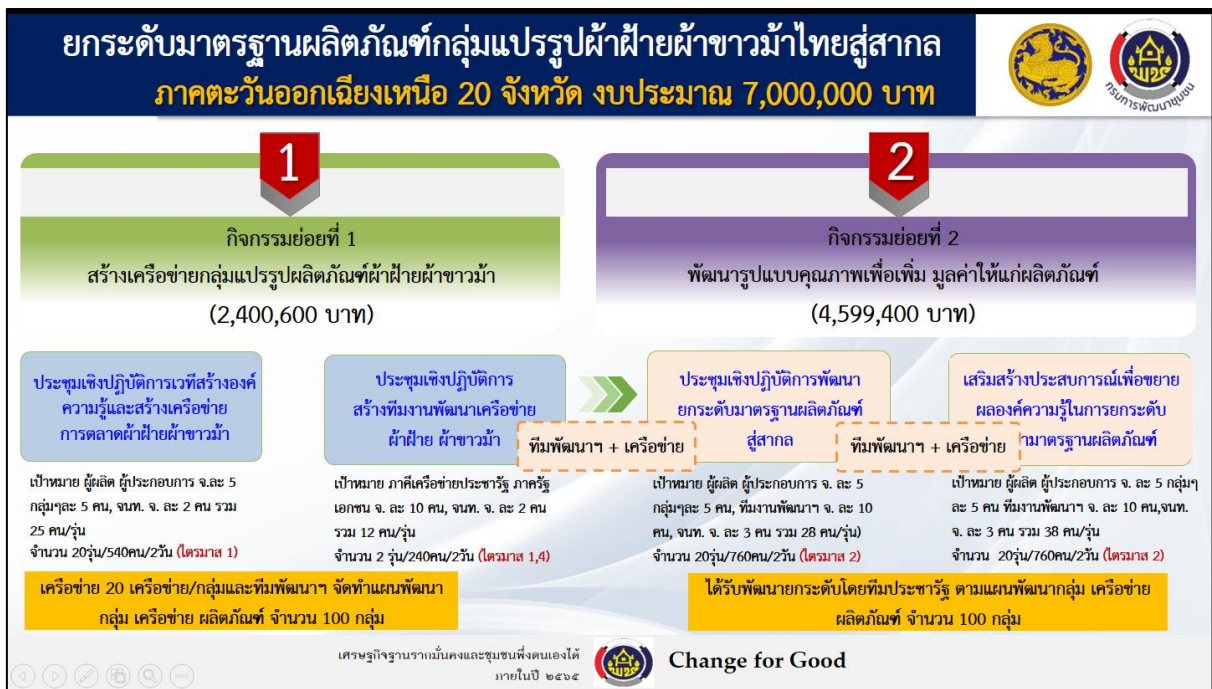 ยกระดับมาตรฐานผลิตภัณฑ์กลุ่มแปรรูปผ้าฝ้ายผ้าขาวม้าไทยสู่สากล
ภาคตะวันออกเฉียงเหนือ 20 จังหวัด งบประมาณ 7,000,000 บาท
กรมการพัฒนาชุมชน
1
กิจกรรมย่อยที่ 1
สร้างเครือข่ายกลุ่มแปรรูปผลิตภัณฑ์ผ้าฝ้ายผ้าขาวม้า
(2,400,600 บาท)
2
กิจกรรมย่อยที่ 2
พัฒนารูปแบบคุณภาพเพื่อเพิ่ม มูลค่าให้แก่ผลิตภัณฑ์
(4,599,400 บาท)
ประชุมเชิงปฏิบัติการเวทีสร้างองค์
ความรู้และสร้างเครือข่าย
การตลาดผ้าฝ้ายผ้าขาวม้า
เป้าหมาย ผู้ผลิต ผู้ประกอบการ จ.ละ 5
กลุ่มๆละ 5 คน, จนท. จ. ละ 2 คน รวม
25 คน/รุ่น
จำนวน 20รุ่น/540คน/2วัน (ไตรมาส 1)
ประชุมเชิงปฏิบัติการ
สร้างทีมงานพัฒนาเครือข่าย
ผ้าฝ้าย ผ้าขาวม้า
เป้าหมาย ภาคีเครือข่ายประชารัฐ ภาครัฐ
เอกชน จ. ละ 10 คน, จนท. จ. ละ 2 คน
รวม 12 คน/รุ่น
จำนวน 2 รุ่น/240คน/2วัน (ไตรมาส 1,4)
ทีมพัฒนาฯ + เครือข่าย
ประชุมเชิงปฏิบัติการพัฒนา
ยกระดับมาตรฐานผลิตภัณฑ์
สู่สากล
เป้าหมาย ผู้ผลิต ผู้ประกอบการ จ. ละ 5
กลุ่มๆละ 5 คน, ทีมงานพัฒนาฯ จ. ละ 10
คน, จนท. จ. ละ 3 คน รวม 28 คน/รุ่น)
จำนวน 20รุ่น/760คน/2วัน (ไตรมาส 2)
ทีมพัฒนาฯ + เครือข่าย
เสริมสร้างประสบการณ์เพื่อขยาย
ผลองค์ความรู้ในการยกระดับ
มาตรฐานผลิตภัณฑ์
เป้าหมาย ผู้ผลิต ผู้ประกอบการ จ. ละ 5 กลุ่มๆ
ละ 5 คน ทีมงานพัฒนาฯ จ. ละ 10 คน,จนท.
จ. ละ 3 คน รวม 38 คน/รุ่น
จำนวน 20รุ่น/760คน/2วัน (ไตรมาส 2)
เครือข่าย 20 เครือข่าย/กลุ่มและทีมพัฒนาฯ จัดทำแผนพัฒนา
กลุ่ม เครือข่าย ผลิตภัณฑ์ จำนวน 100 กลุ่ม
ได้รับพัฒนายกระดับโดยทีมประชารัฐ ตามแผนพัฒนากลุ่ม เครือข่าย
ผลิตภัณฑ์ จำนวน 100 กลุ่ม
เศรษฐกิจฐานรากมั่นคงและชุมชนพึ่งตนเองได้
ภายในปี ๒๕๖๕
Change for Good